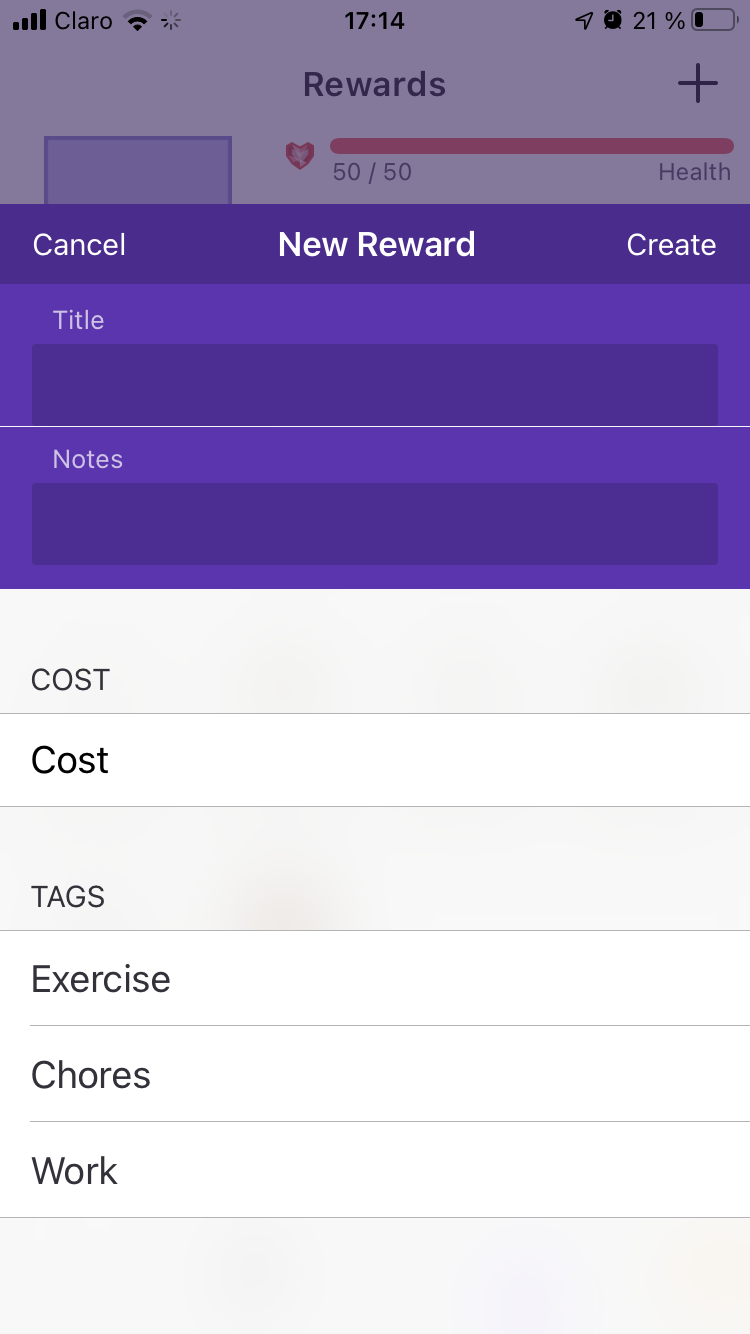 Claro 17:14 21 %
Rewards
50 / 50 Health
Cancel New Reward Create
Title
Notes
COST
Cost
TAGS
Exercise
Chores
Work